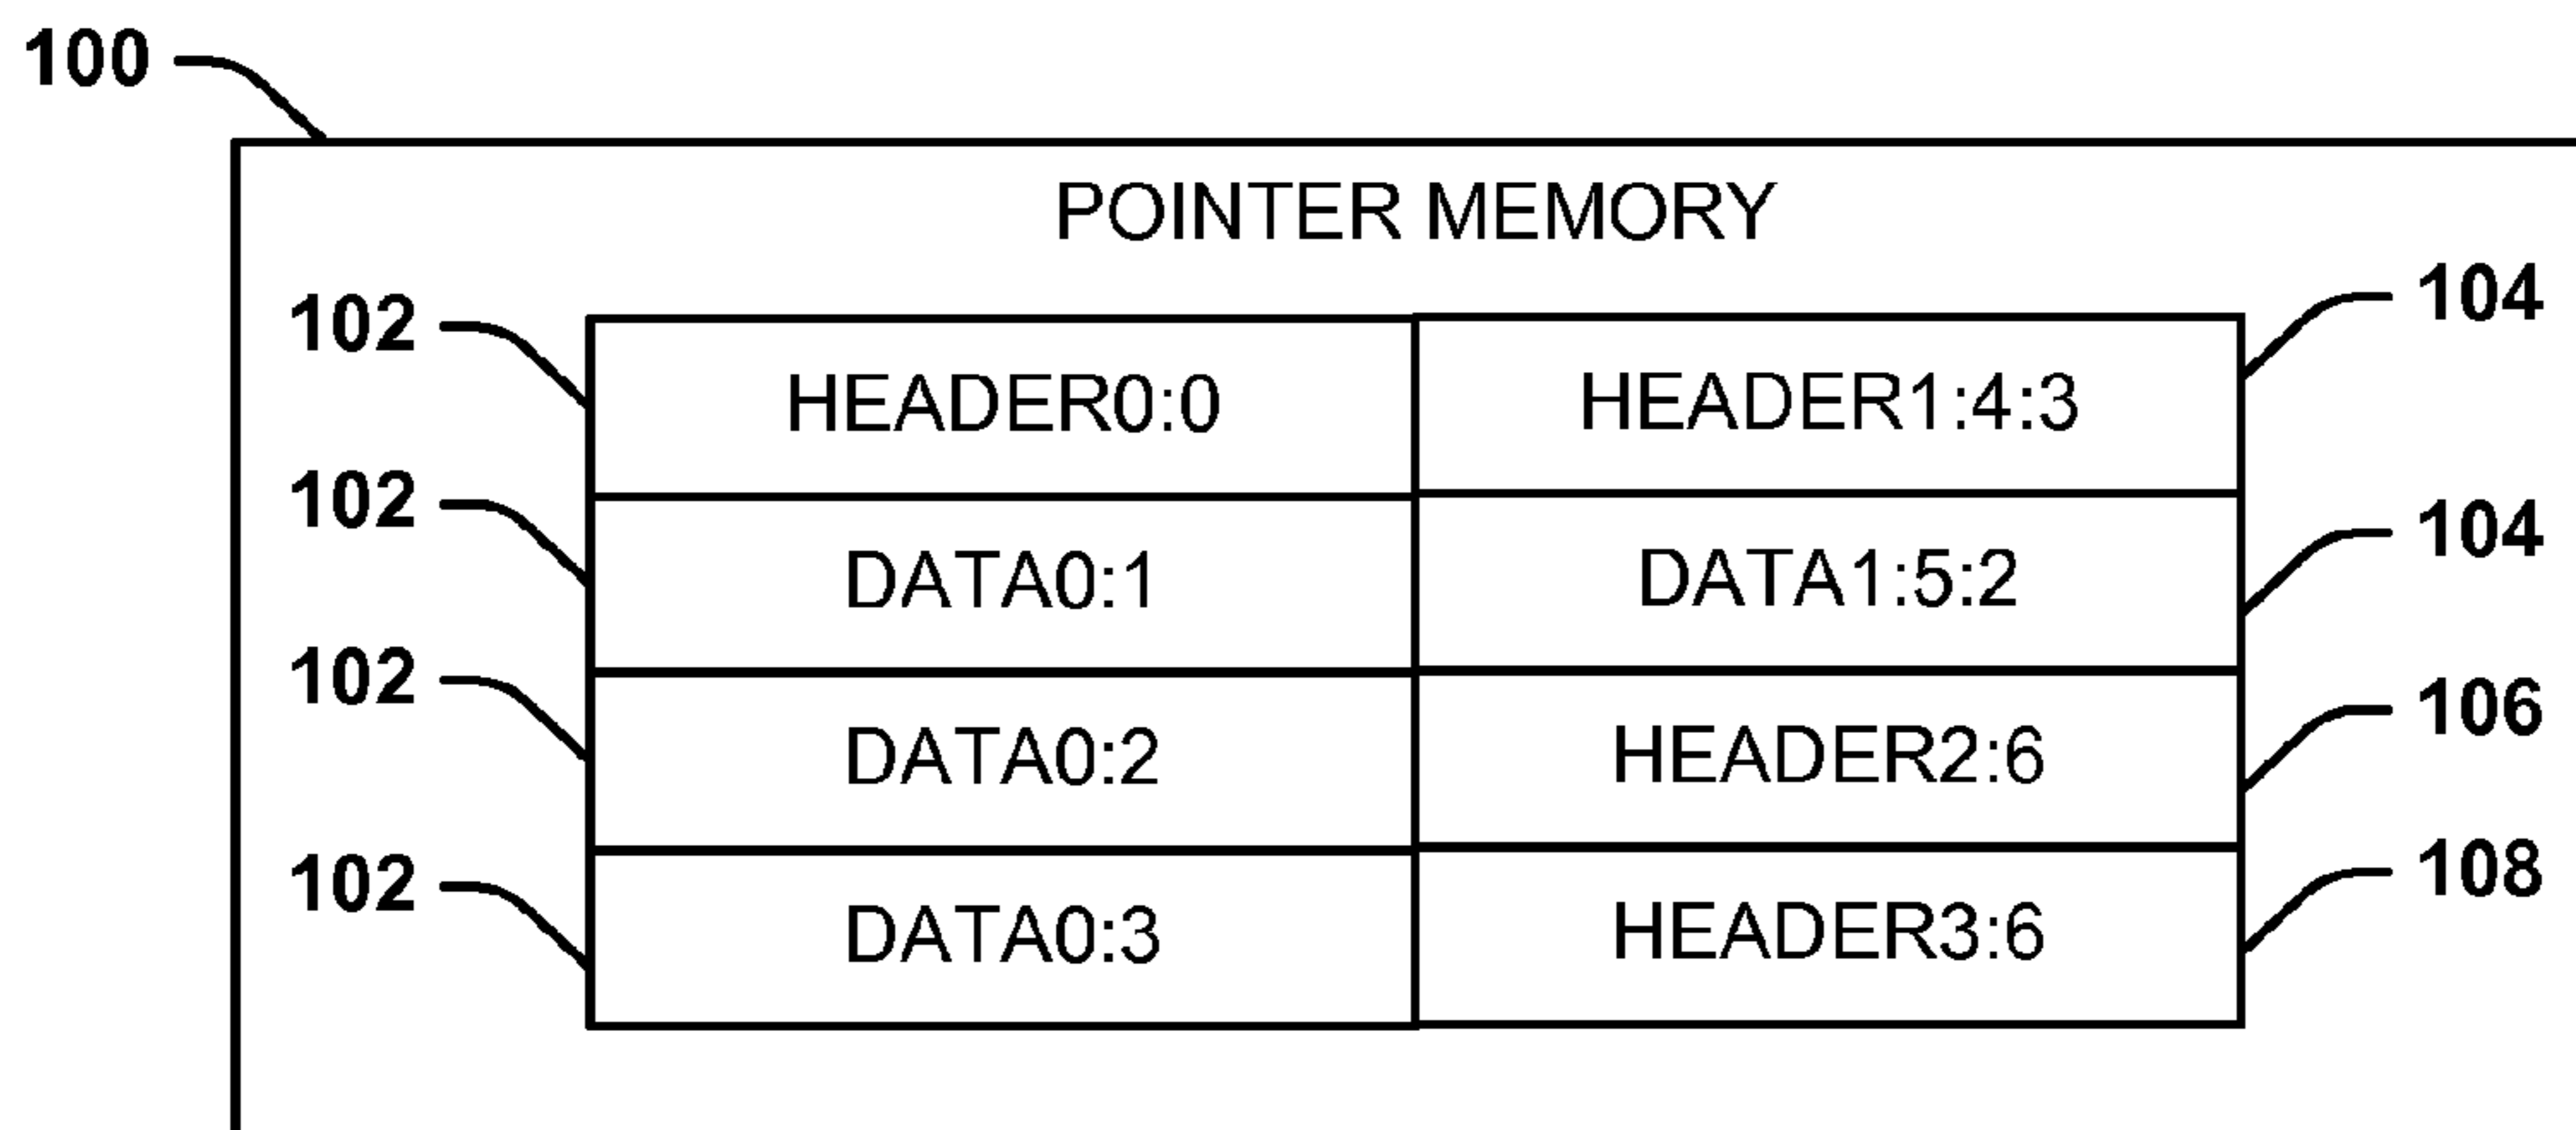 100
POINTER MEMORY
102 HEADER0:0 HEADER1:4:3 104
102 DATA0:1 DATA1:5:2 104
102 DATA0:2 HEADER2:6 106
102 DATA0:3 HEADER3:6 108